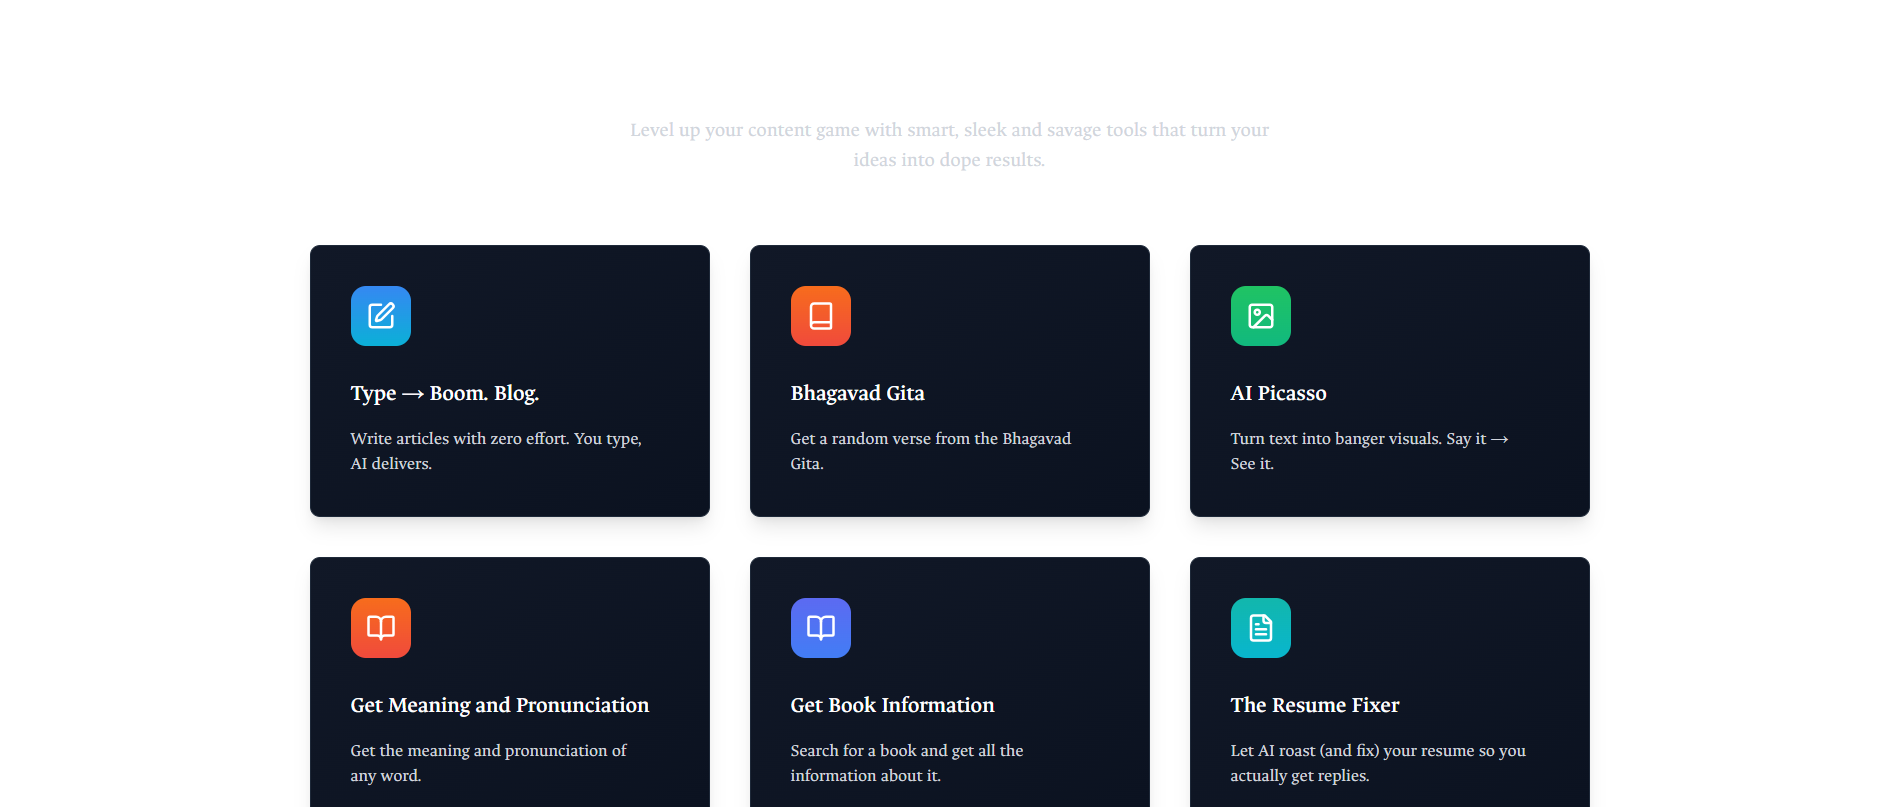 Level up your content game with smart, sleek and savage tools that turn your
ideas into dope results.
Type → Boom. Blog.
Write articles with zero effort. You type,
AI delivers.
Bhagavad Gita
Get a random verse from the Bhagavad
Gita.
AI Picasso
Turn text into banger visuals. Say it →
See it.
Get Meaning and Pronunciation
Get the meaning and pronunciation of
any word.
Get Book Information
Search for a book and get all the
information about it.
The Resume Fixer
Let AI roast (and fix) your resume so you
actually get replies.